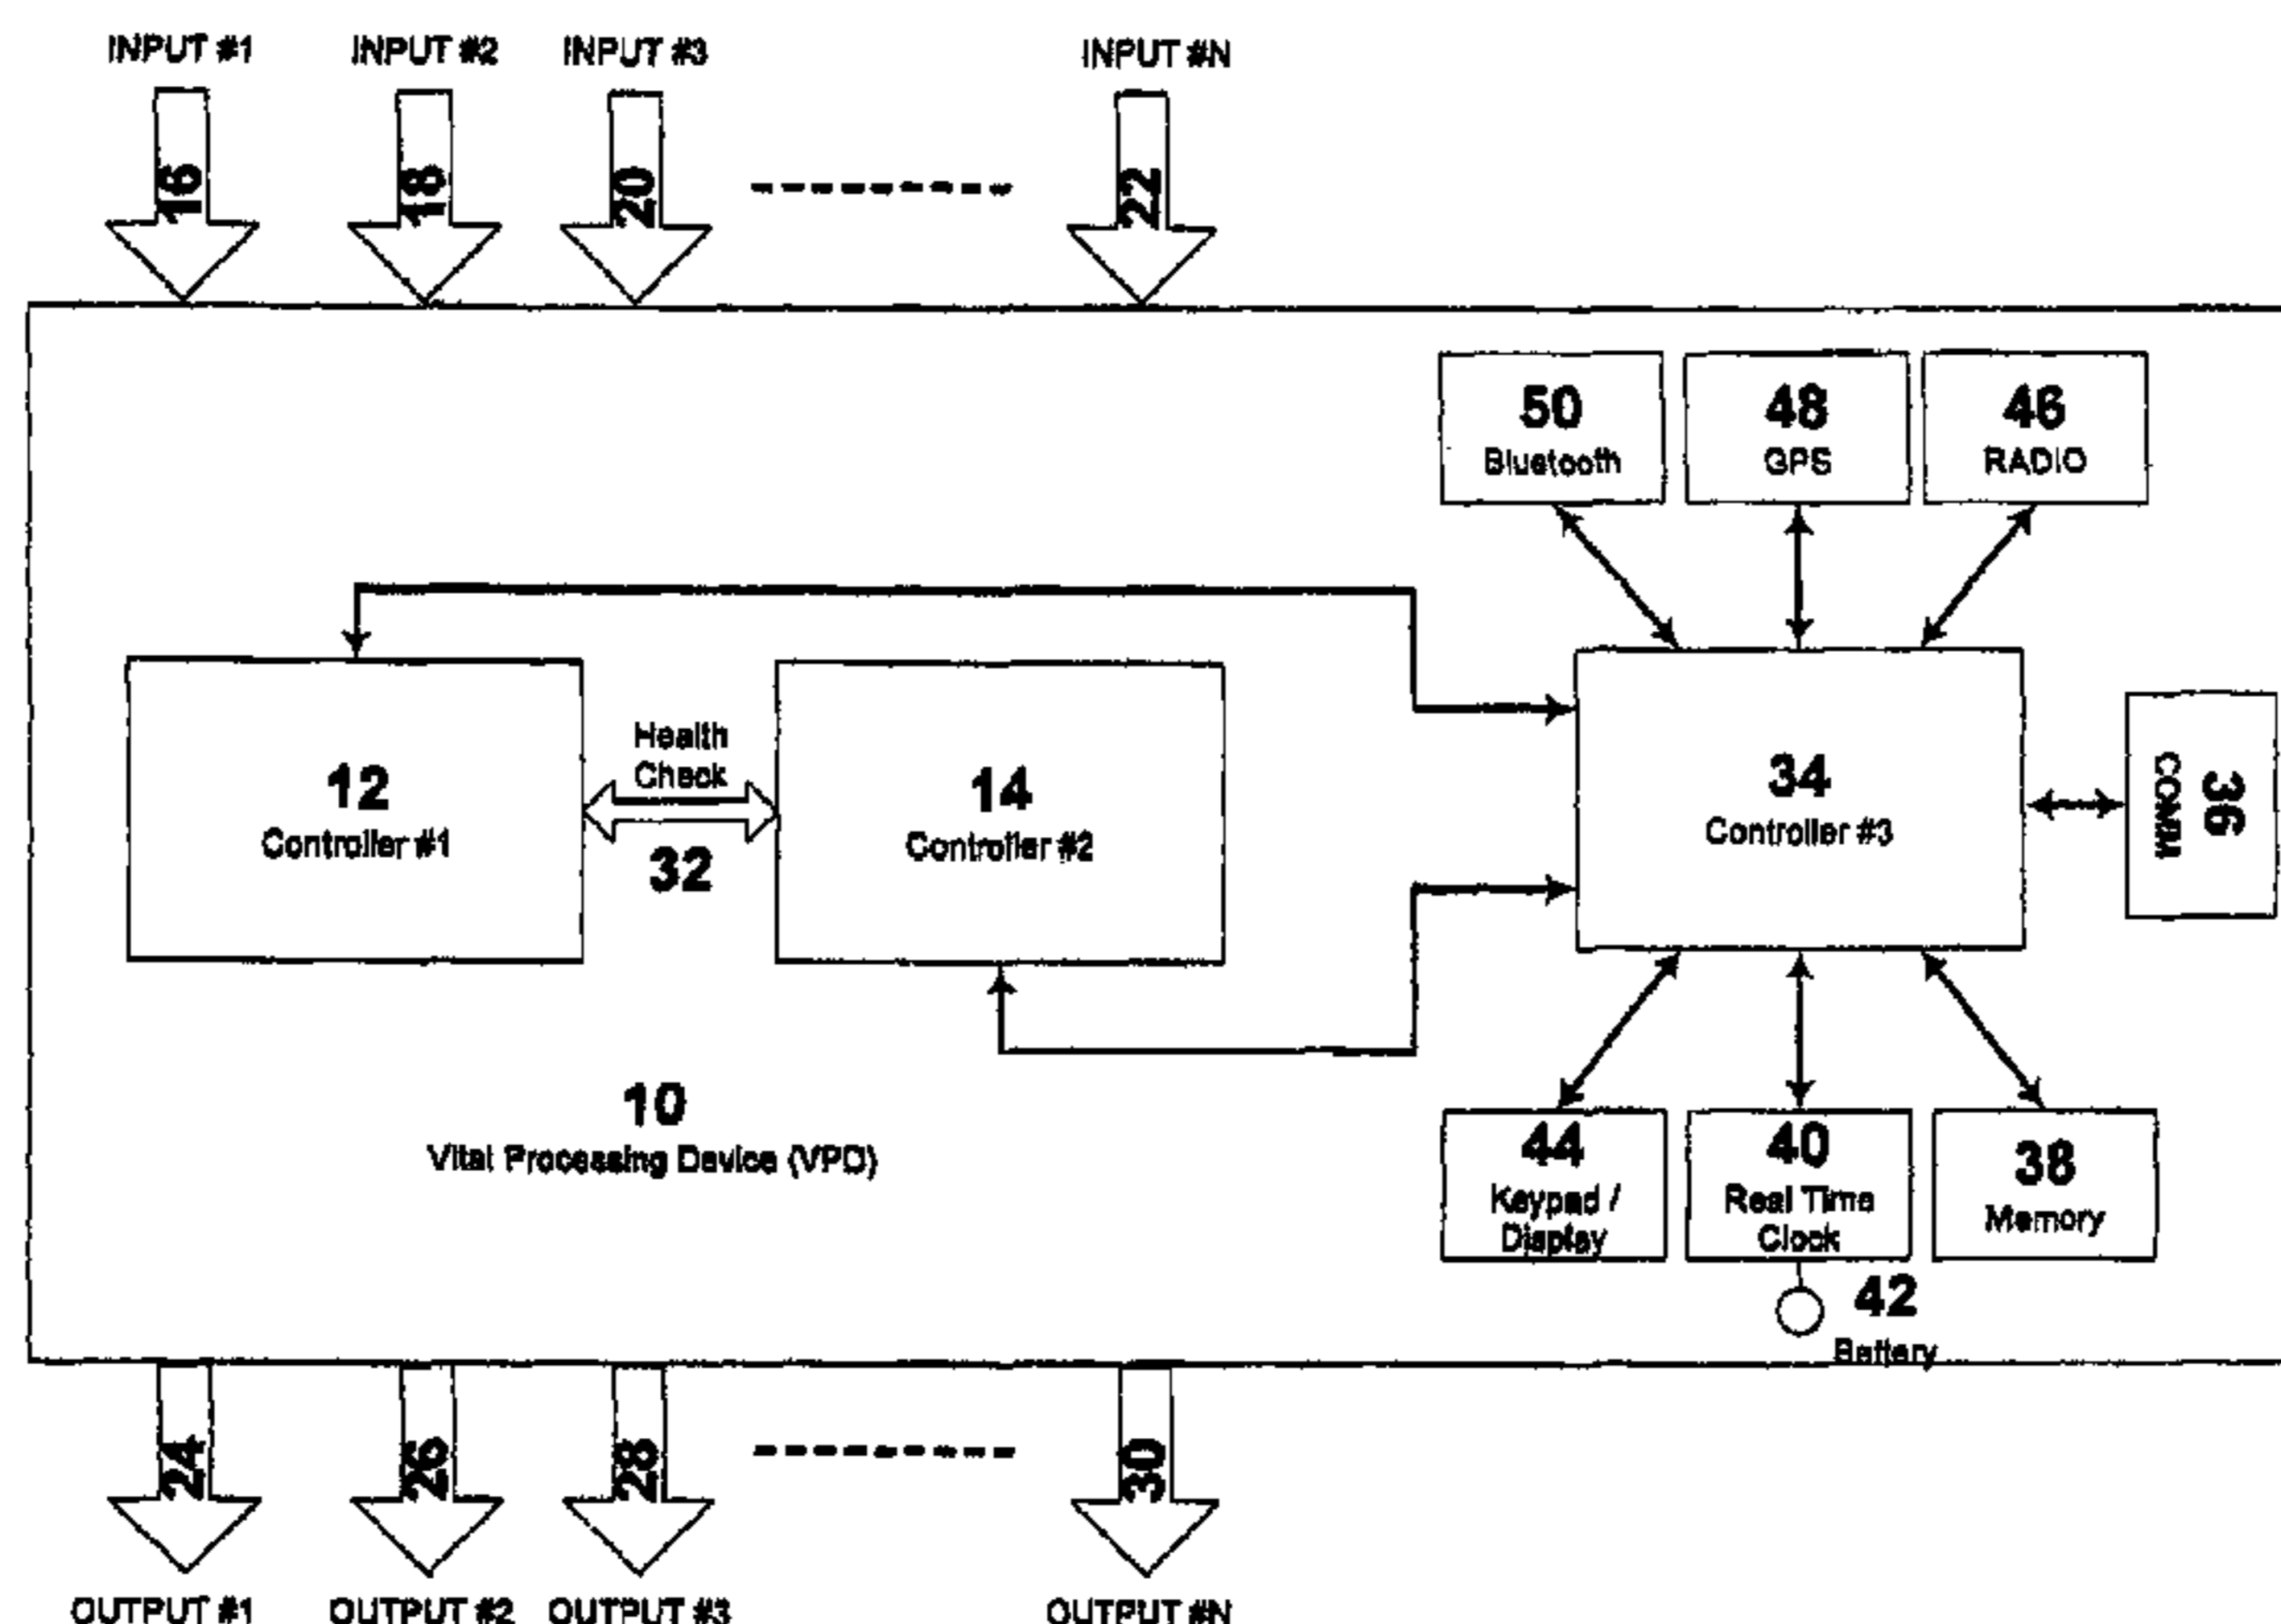 INPUT #1
INPUT #2
INPUT #3
INPUT #N
16
18
20
22
50
Bluetooth
48
GPS
46
RADIO
12
Controller #1
Health
Check
32
14
Controller #2
34
Controller #3
36
COMM
10
Vital Processing Device (VPD)
44
Keypad /
Display
40
Real Time
Clock
38
Memory
42
Battery
24
26
28
30
OUTPUT #1
OUTPUT #2
OUTPUT #3
OUTPUT #N